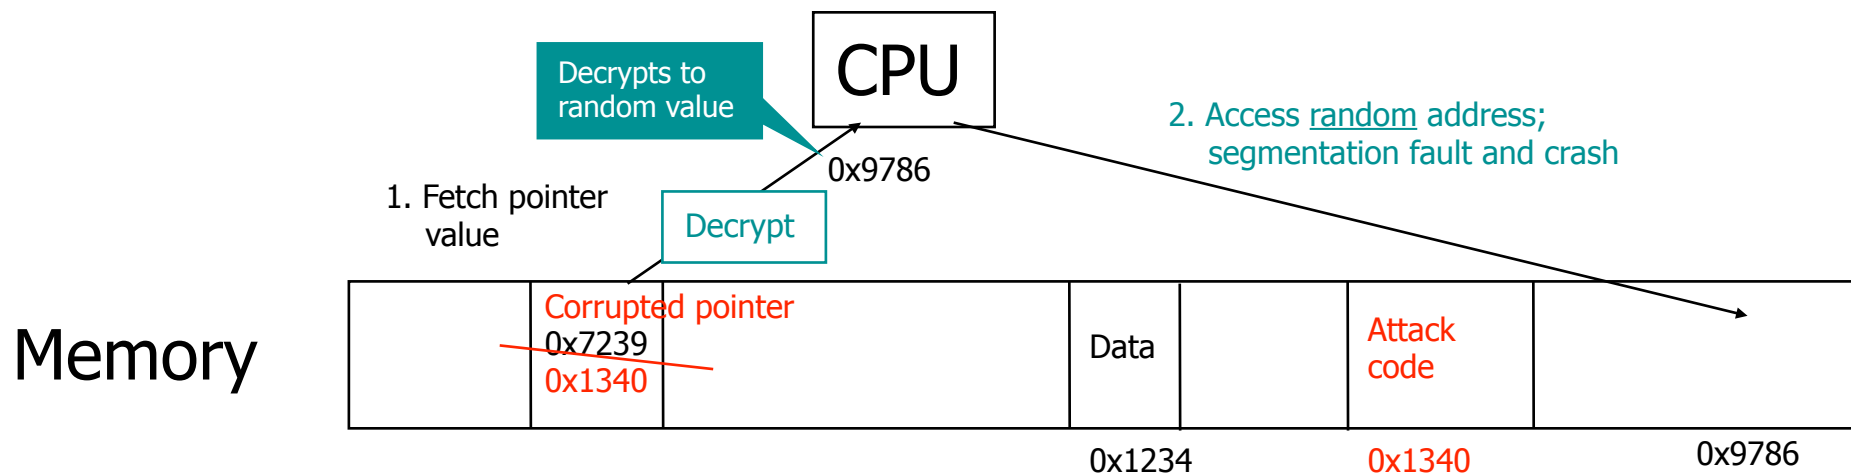 CPU
Decrypts to
random value
2. Access random address;
segmentation fault and crash
0x9786
1. Fetch pointer
value
Decrypt
Memory
Corrupted pointer
0x7239
0x1340
Data
Attack
code
0x1234
0x1340
0x9786